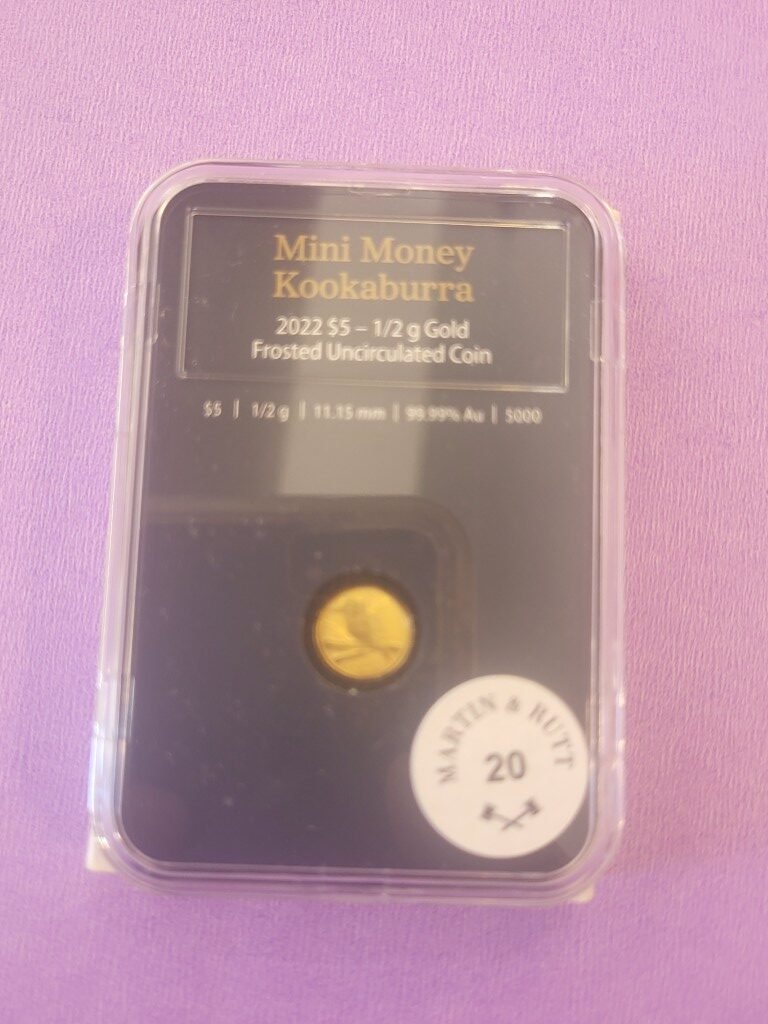 Mini Money
Kookaburra
2022 $5 – 1/2 g Gold
Frosted Uncirculated Coin
$5 | 1/2 g | 11.15 mm | 99.99% Au | 5000
MARTIN & RUTT
20